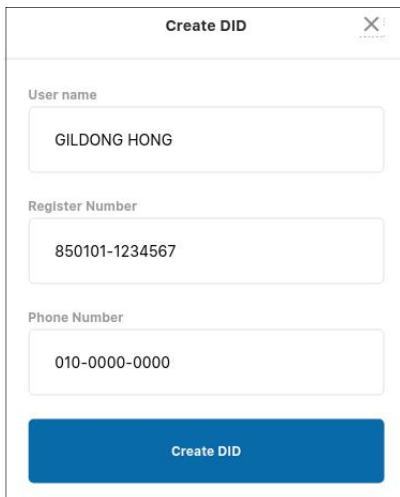 Create DID
User name
GILDONG HONG
Register Number
850101-1234567
Phone Number
010-0000-0000
Create DID